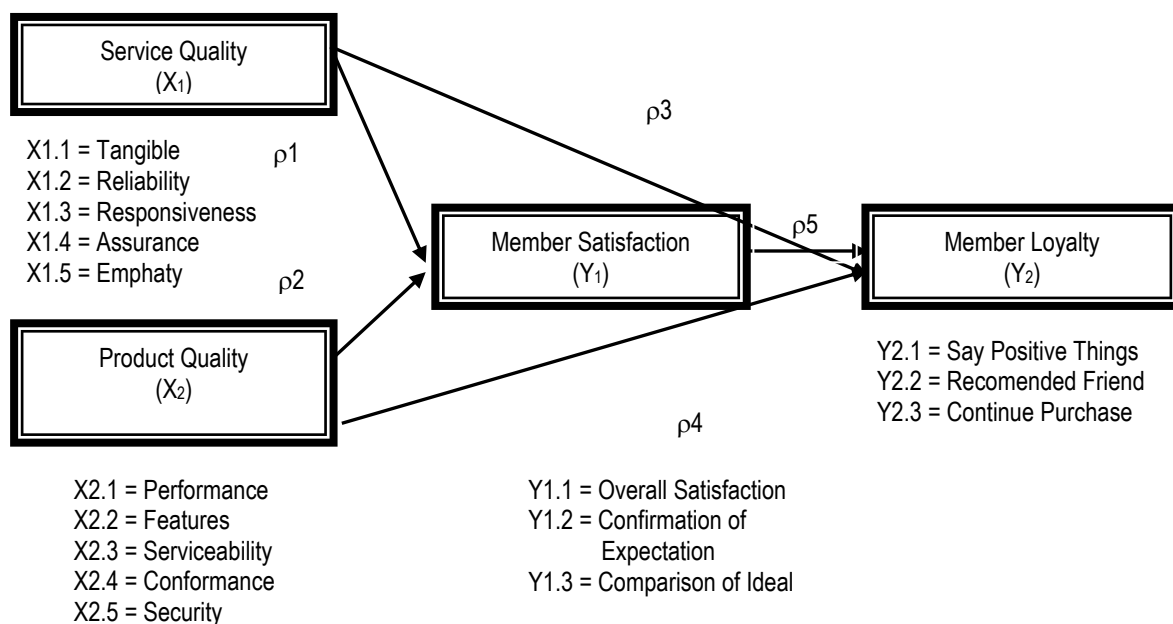 Service Quality
(X₁)
ρ3
X1.1 = Tangible
X1.2 = Reliability
X1.3 = Responsiveness
X1.4 = Assurance
X1.5 = Emphaty
ρ1
ρ2
Member Satisfaction
(Y₁)
ρ5
Member Loyalty
(Y₂)
Product Quality
(X₂)
Y2.1 = Say Positive Things
Y2.2 = Recomended Friend
Y2.3 = Continue Purchase
ρ4
X2.1 = Performance
X2.2 = Features
X2.3 = Serviceability
X2.4 = Conformance
X2.5 = Security
Y1.1 = Overall Satisfaction
Y1.2 = Confirmation of
Expectation
Y1.3 = Comparison of Ideal